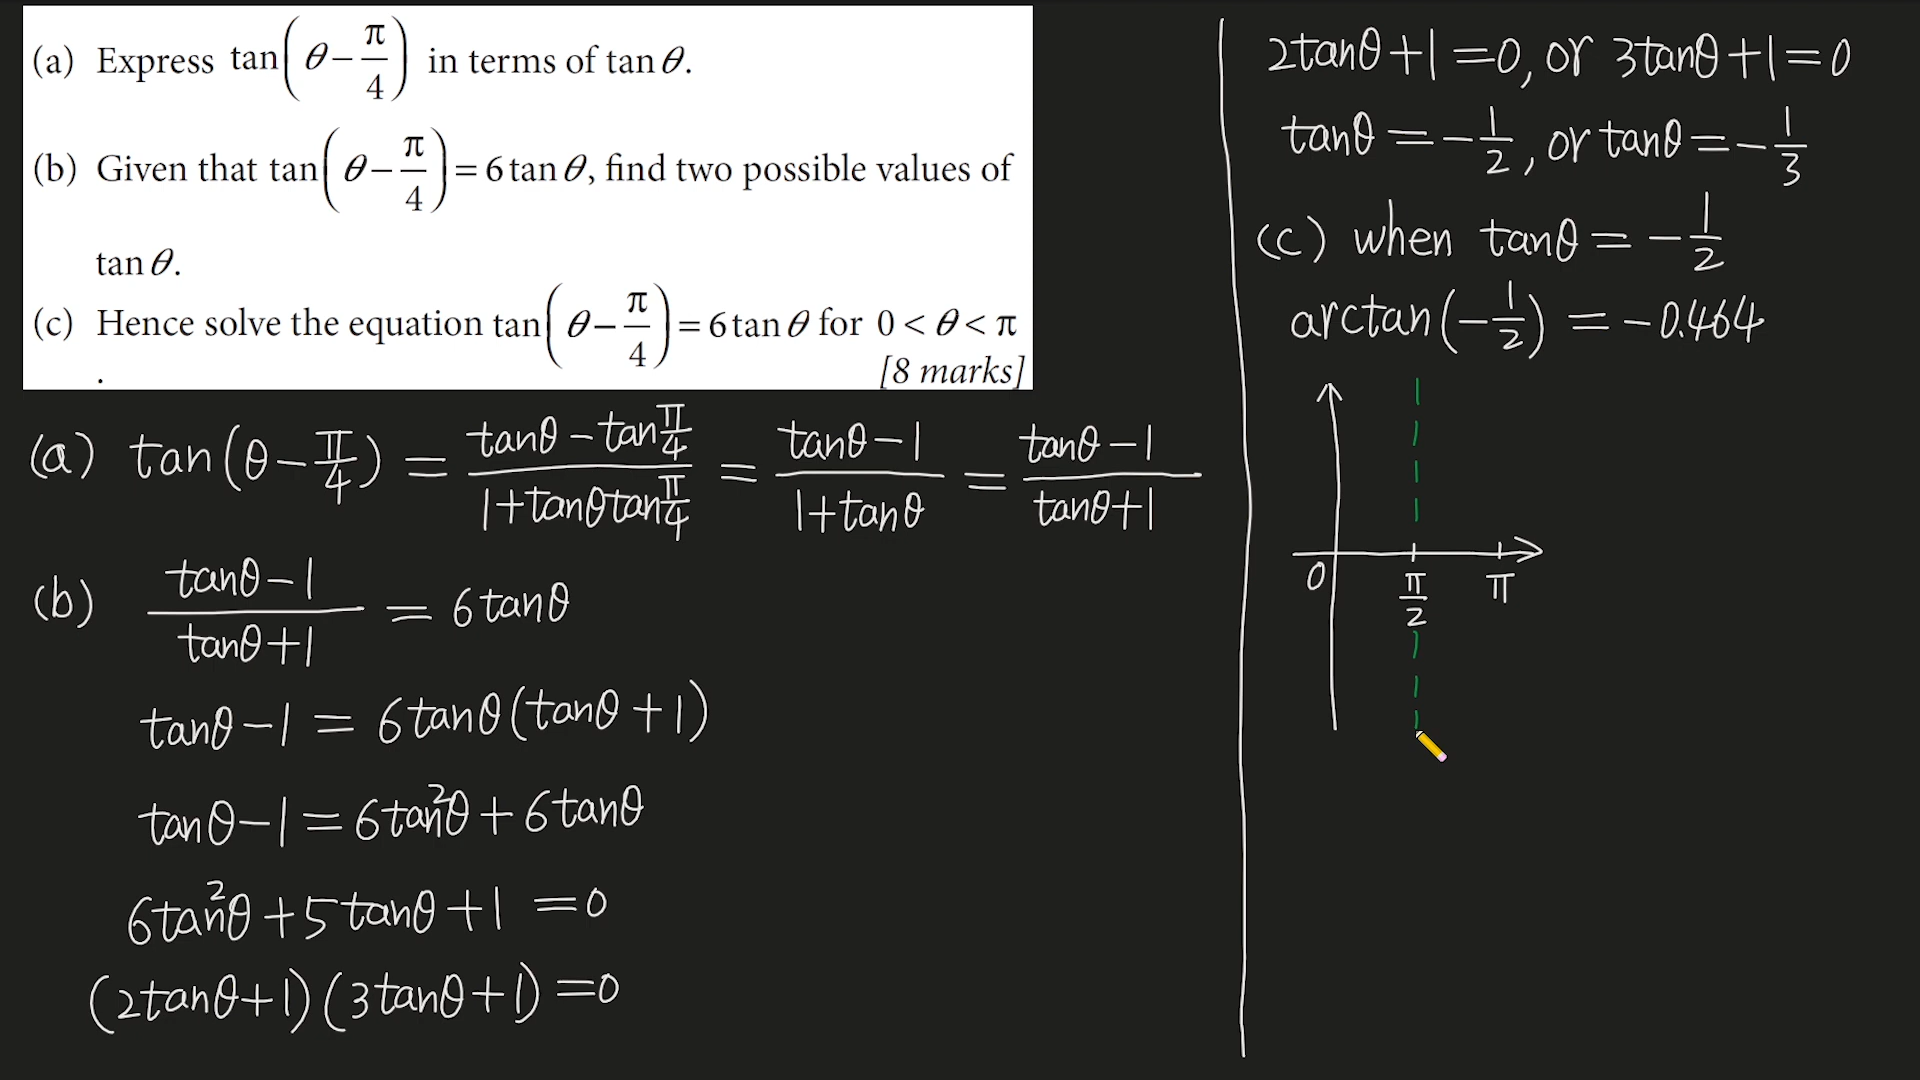 (a) Express tan(θ − π/4) in terms of tan θ.
(b) Given that tan(θ − π/4) = 6 tan θ, find two possible values of
tan θ.
(c) Hence solve the equation tan(θ − π/4) = 6 tan θ for 0 < θ < π
.
[8 marks]
(a) tan(θ − π/4) = (tanθ − tan π/4)/(1 + tanθ tan π/4) = (tanθ − 1)/(1 + tanθ) = (tanθ − 1)/(tanθ + 1)
(b) (tanθ − 1)/(tanθ + 1) = 6tanθ
tanθ − 1 = 6tanθ(tanθ + 1)
tanθ − 1 = 6tan²θ + 6tanθ
6tan²θ + 5tanθ + 1 = 0
(2tanθ + 1)(3tanθ + 1) = 0
2tanθ + 1 = 0, or 3tanθ + 1 = 0
tanθ = −1/2, or tanθ = −1/3
(c) when tanθ = −1/2
arctan(−1/2) = −0.464
0 π/2 π